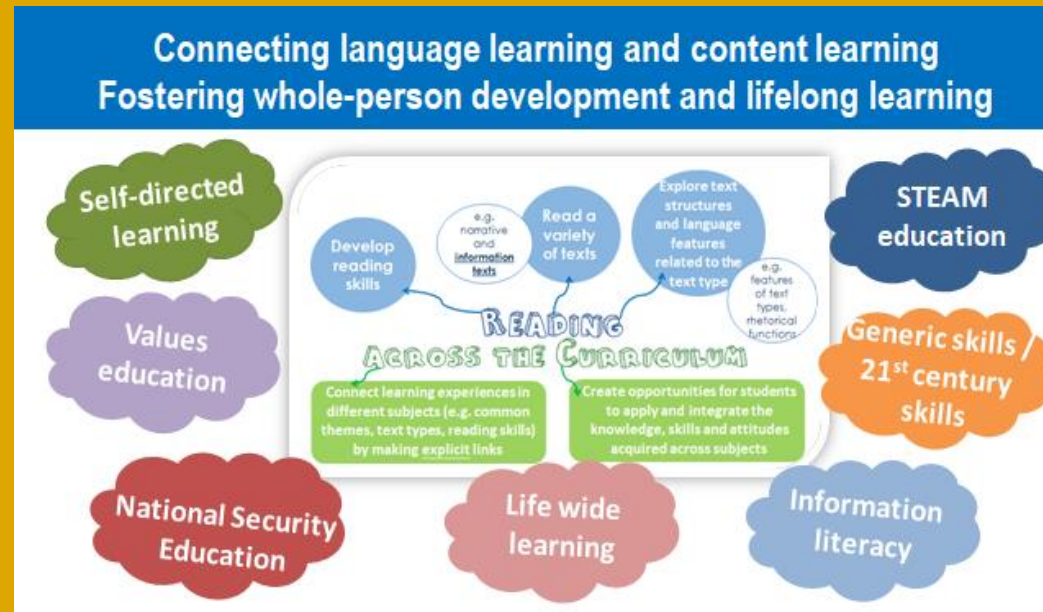 Connecting language learning and content learning
Fostering whole-person development and lifelong learning
Self-directed
learning
Values
education
National Security
Education
Life wide
learning
Information
literacy
Generic skills /
21st century
skills
STEAM
education
Develop
reading
skills
e.g.
narrative
and
information
texts
Read a
variety
of texts
Explore text
structures
and language
features
related to the
text type
e.g.
features
of text
types,
rhetorical
functions
READING
ACROSS THE CURRICULUM
Connect learning experiences in
different subjects (e.g. common
themes, text types, reading skills)
by making explicit links
Create opportunities for students
to apply and integrate the
knowledge, skills and attitudes
acquired across subjects